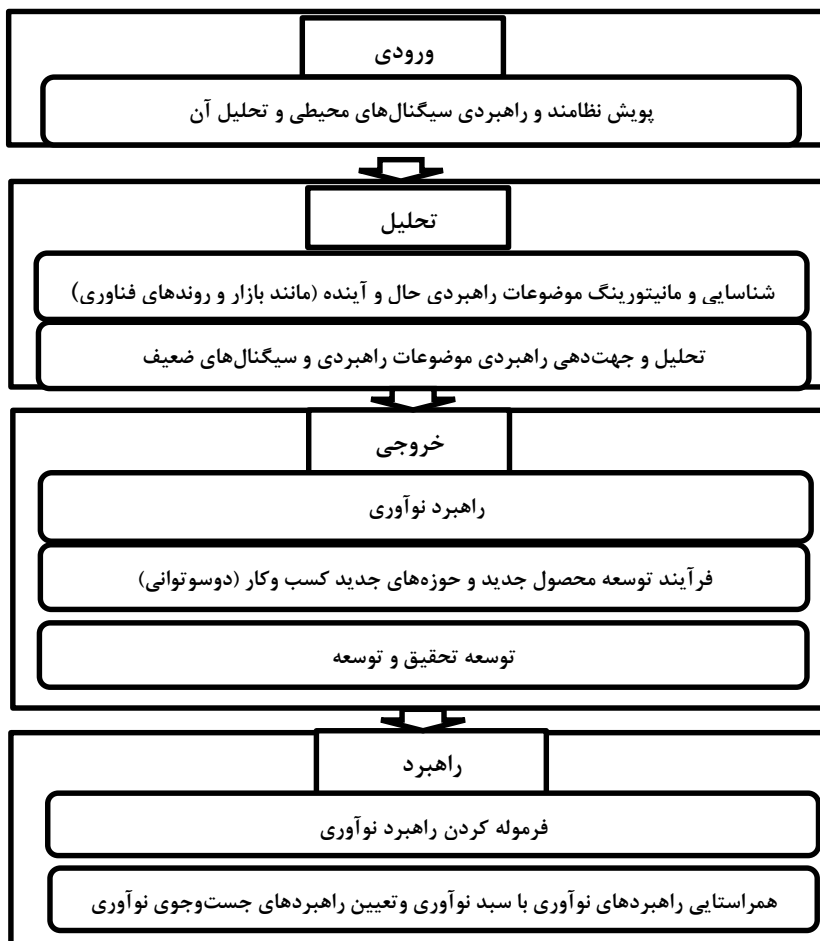 ورودی
پویش نظامند و راهبردی سیگنال‌های محیطی و تحلیل آن
تحلیل
شناسایی و مانیتورینگ موضوعات راهبردی حال و آینده (مانند بازار و روندهای فناوری)
تحلیل و جهت‌دهی راهبردی موضوعات راهبردی و سیگنال‌های ضعیف
خروجی
راهبرد نوآوری
فرآیند توسعه محصول جدید و حوزه‌های جدید کسب وکار (دوسوتوانی)
توسعه تحقیق و توسعه
راهبرد
فرموله کردن راهبرد نوآوری
همراستایی راهبردهای نوآوری با سبد نوآوری وتعیین راهبردهای جست‌وجوی نوآوری